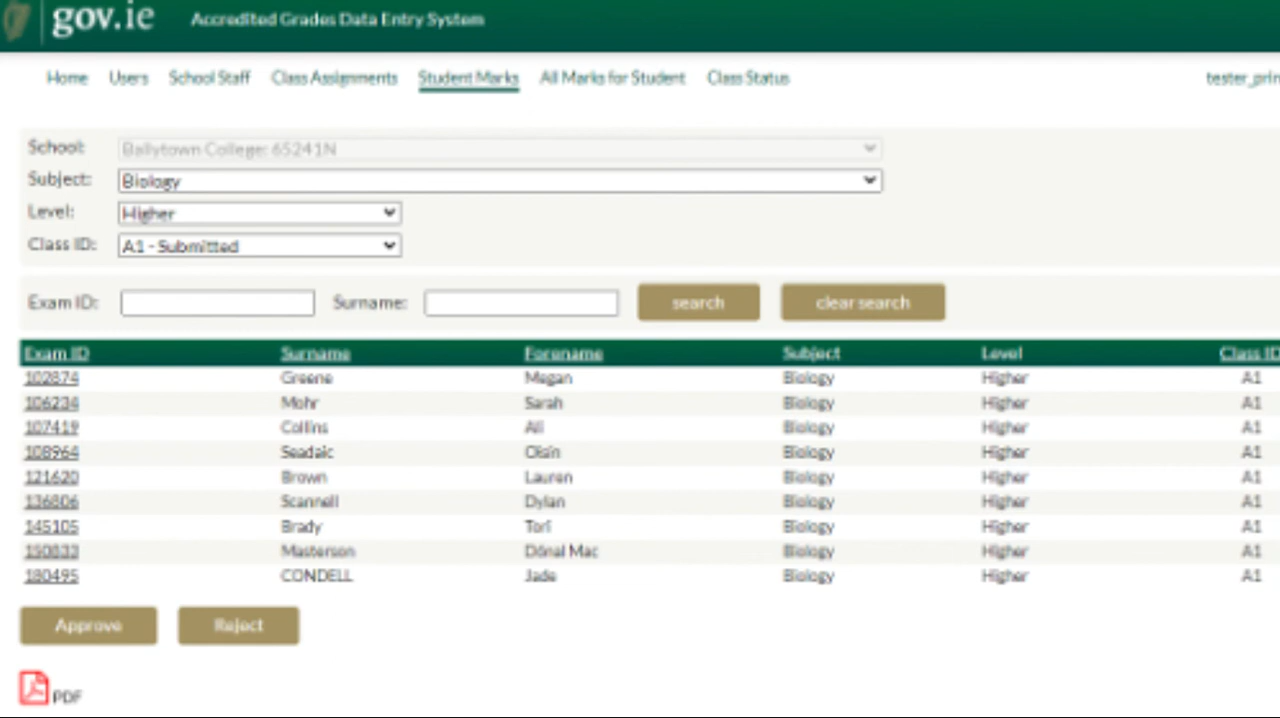 gov.ie Accredited Grades Data Entry System
Home Users School Staff Class Assignments Student Marks All Marks for Student Class Status tester_prin
School: Ballytown College: 65241N
Subject: Biology
Level: Higher
Class ID: A1 - Submitted
Exam ID: Surname: search clear search
Exam ID Surname Forename Subject Level Class ID
102874 Greene Megan Biology Higher A1
106234 Mohr Sarah Biology Higher A1
107419 Collins Ali Biology Higher A1
108964 Seadaic Oisín Biology Higher A1
121620 Brown Lauren Biology Higher A1
136806 Scannell Dylan Biology Higher A1
145105 Brady Tori Biology Higher A1
150833 Masterson Dónal Mac Biology Higher A1
180495 CONDELL Jade Biology Higher A1
Approve Reject
PDF